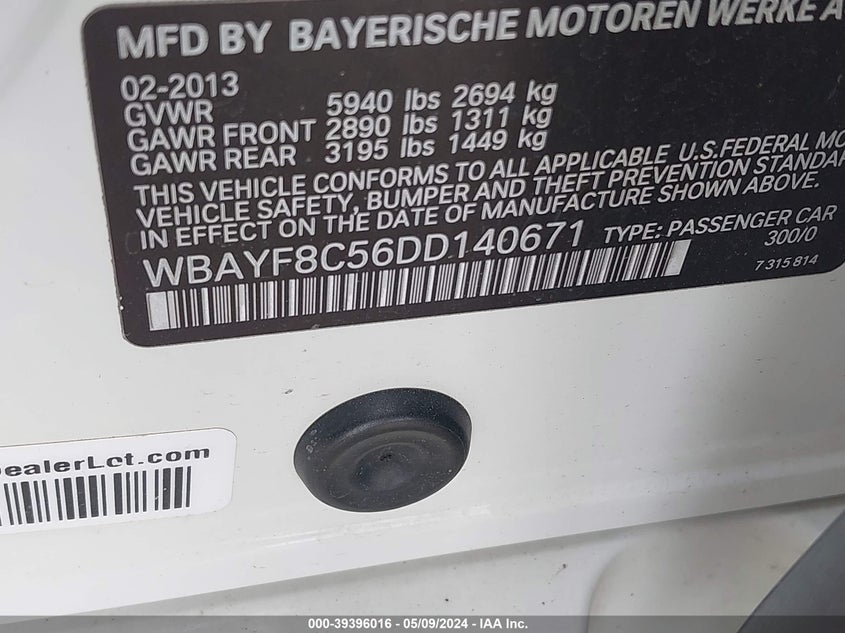 MFD BY BAYERISCHE MOTOREN WERKE A
02-2013
GVWR 5940 lbs 2694 kg
GAWR FRONT 2890 lbs 1311 kg
GAWR REAR 3195 lbs 1449 kg
THIS VEHICLE CONFORMS TO ALL APPLICABLE U.S.FEDERAL MO
VEHICLE SAFETY, BUMPER AND THEFT PREVENTION STANDAR
IN EFFECT ON THE DATE OF MANUFACTURE SHOWN ABOVE.
WBAYF8C56DD140671 TYPE: PASSENGER CAR
300/0
7 315 814
DealerLot.com
000-39396016 — 05/09/2024 — IAA Inc.